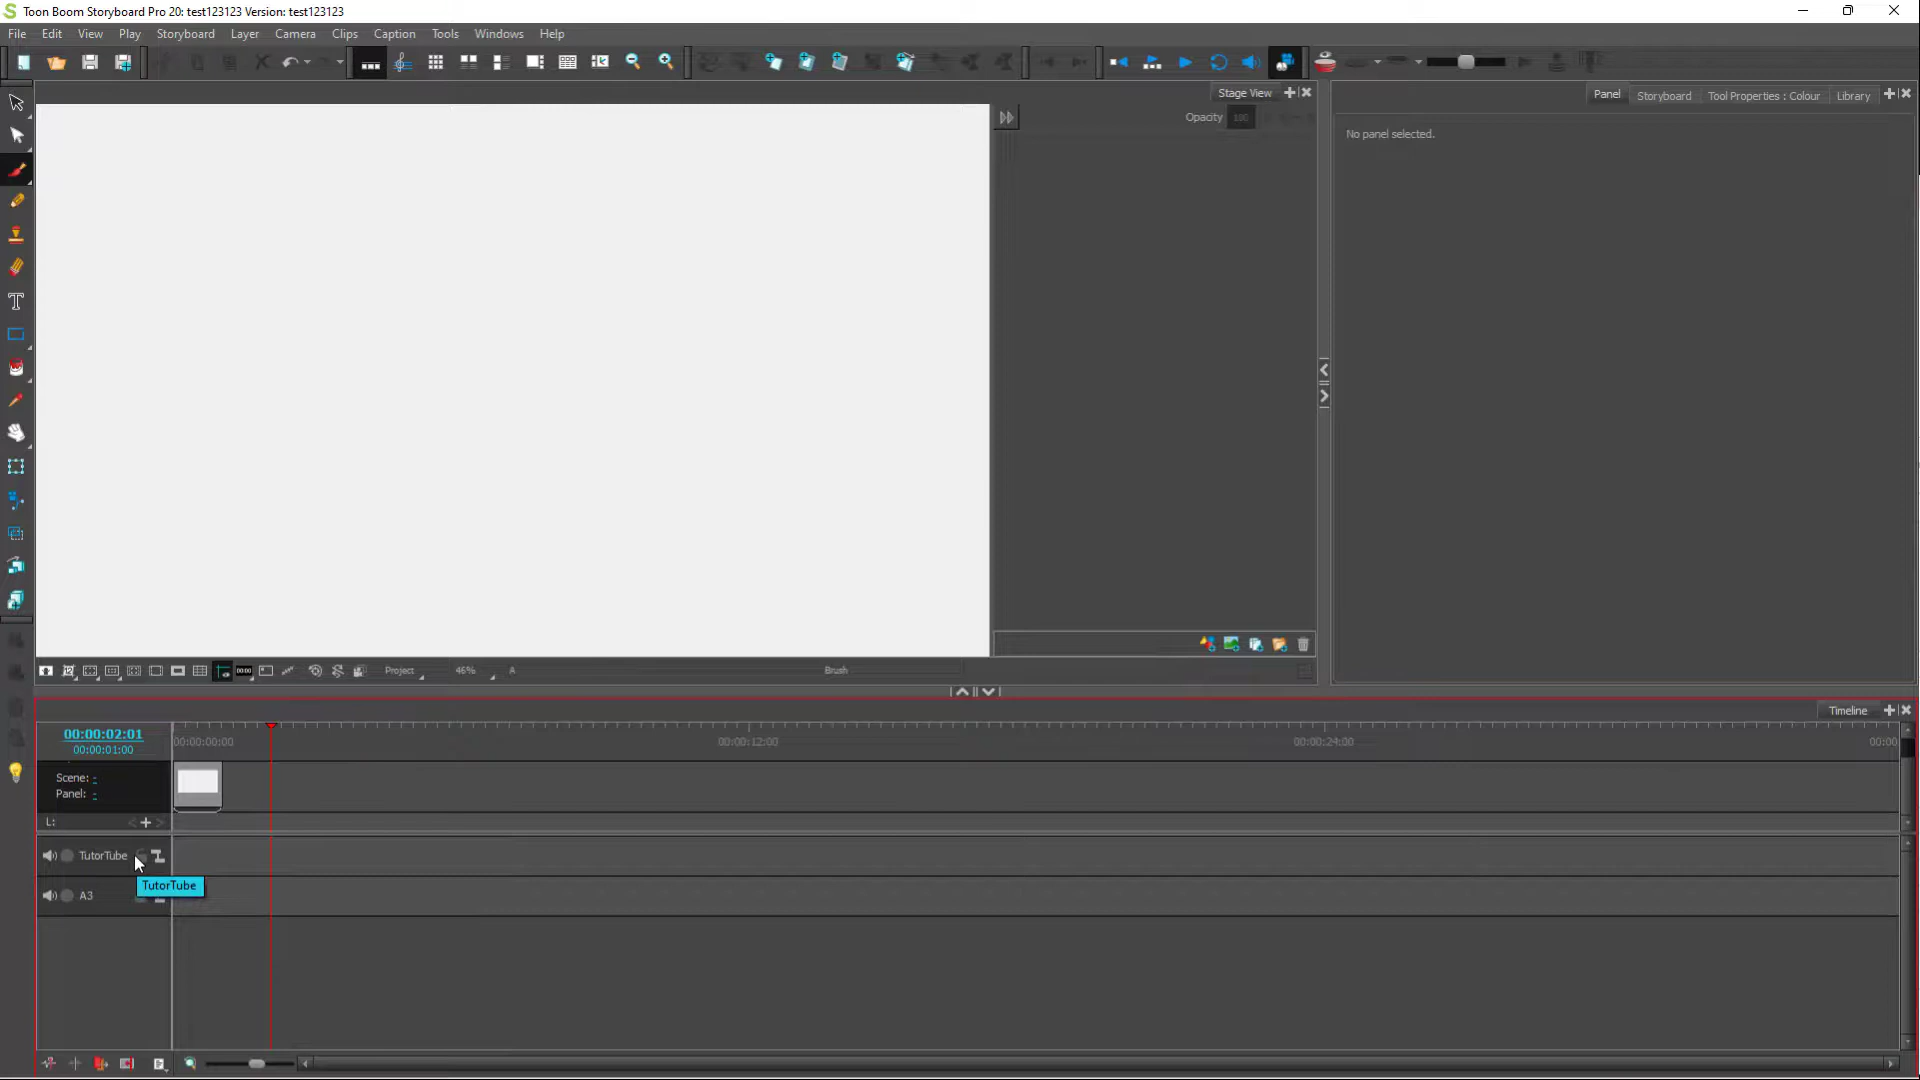 Toon Boom Storyboard Pro 20: test123123 Version: test123123
File Edit View Play Storyboard Layer Camera Clips Caption Tools Windows Help
Stage View
Panel Storyboard Tool Properties : Colour Library
Opacity 100
No panel selected.
Project 46% A Brush
Timeline
00:00:02:01
00:00:01:00
00:00:00:00 00:00:12:00 00:00:24:00 00:00
Scene: -
Panel: -
L:
TutorTube
TutorTube
A3